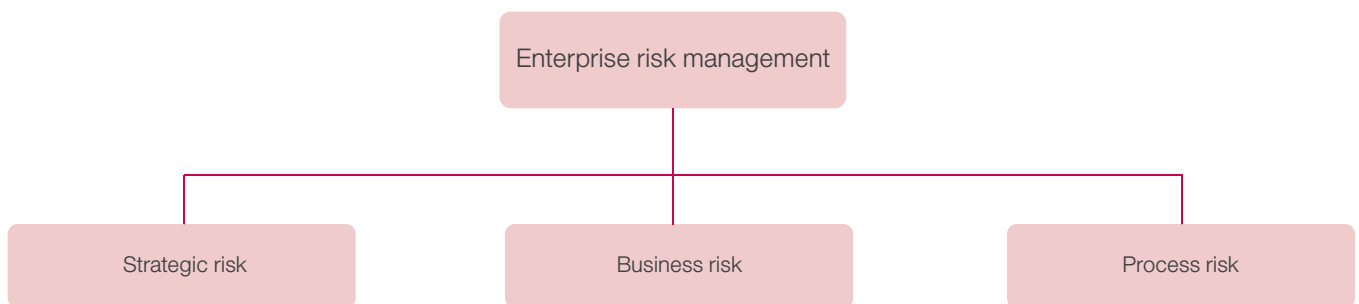 Enterprise risk management
Strategic risk
Business risk
Process risk